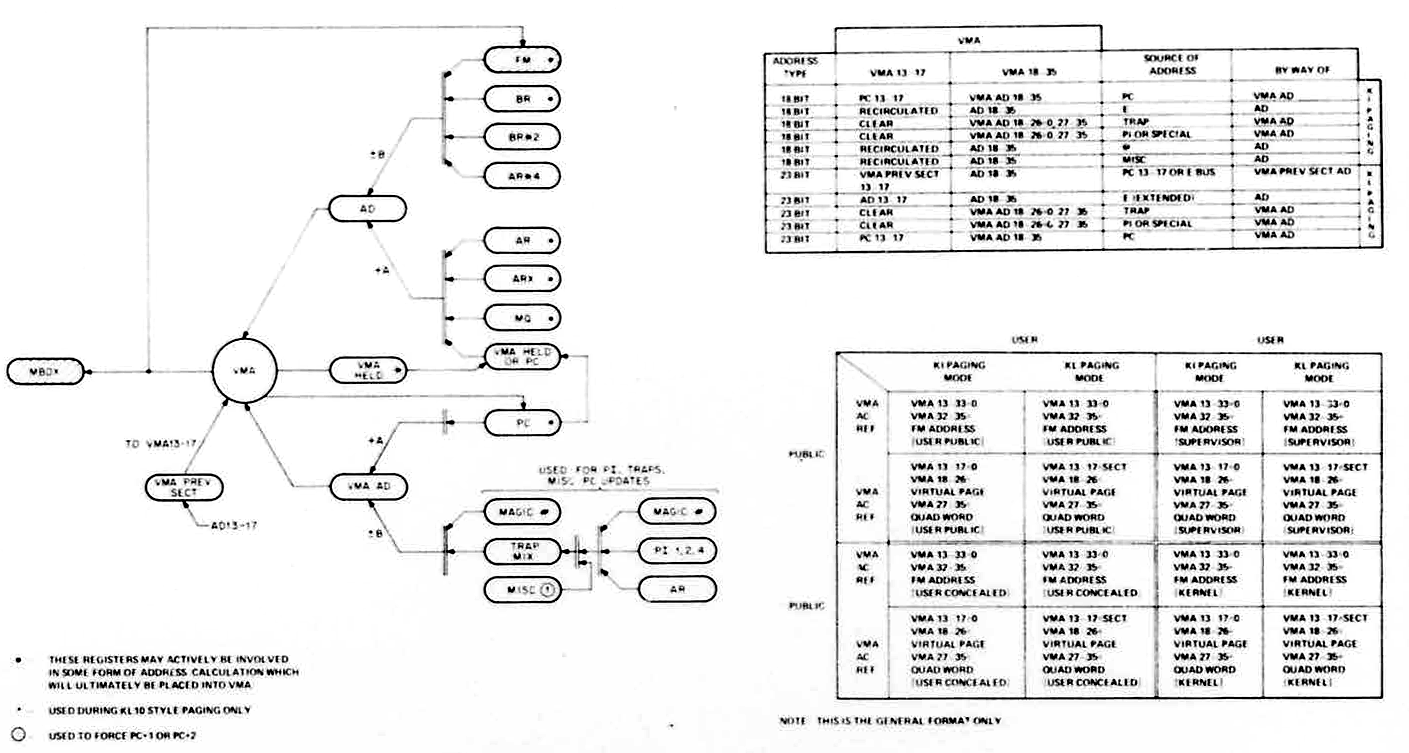 FM
BR
BR*2
±B
AR*4
AD
AR
+A
ARX
MQ
VMA HELD
OR PC
MBOX
VMA
VMA
HELD
PC
TO VMA13-17
+A
VMA PREV
SECT
VMA AD
AD13-17
±B
USED FOR PI, TRAPS,
MISC PC UPDATES
MAGIC #
MAGIC #
TRAP
MIX
PI 1,2,4
MISC 1
AR
• THESE REGISTERS MAY ACTIVELY BE INVOLVED
IN SOME FORM OF ADDRESS CALCULATION WHICH
WILL ULTIMATELY BE PLACED INTO VMA
USED DURING KL10 STYLE PAGING ONLY
USED TO FORCE PC+1 OR PC+2
VMA
ADDRESS TYPE VMA 13-17 VMA 18-35 SOURCE OF ADDRESS BY WAY OF
18 BIT PC 13-17 VMA AD 18-35 PC VMA AD
18 BIT RECIRCULATED AD 18-35 E AD
18 BIT CLEAR VMA AD 18-26=0, 27-35 TRAP VMA AD
18 BIT CLEAR VMA AD 18-26=0, 27-35 PI OR SPECIAL VMA AD
18 BIT RECIRCULATED AD 18-35 # AD
18 BIT RECIRCULATED AD 18-35 MISC AD
KI PAGING
23 BIT VMA PREV SECT 13-17 AD 18-35 PC 13-17 OR E BUS VMA PREV SECT AD
23 BIT AD 13-17 AD 18-35 E (EXTENDED) AD
23 BIT CLEAR VMA AD 18-26=0, 27-35 TRAP VMA AD
23 BIT CLEAR VMA AD 18-26=0, 27-35 PI OR SPECIAL VMA AD
23 BIT PC 13-17 VMA AD 18-35 PC VMA AD
KL PAGING
USER USER
KI PAGING KL PAGING KI PAGING KL PAGING
MODE MODE MODE MODE
VMA VMA 13-33=0 VMA 13-33=0 VMA 13-33=0 VMA 13-33=0
AC VMA 32-35= VMA 32-35= VMA 32-35= VMA 32-35=
REF FM ADDRESS FM ADDRESS FM ADDRESS FM ADDRESS
(USER PUBLIC) (USER PUBLIC) (SUPERVISOR) (SUPERVISOR)
PUBLIC
VMA 13-17=0 VMA 13-17=SECT VMA 13-17=0 VMA 13-17=SECT
VMA 18-26= VMA 18-26= VMA 18-26= VMA 18-26=
VMA VIRTUAL PAGE VIRTUAL PAGE VIRTUAL PAGE VIRTUAL PAGE
AC VMA 27-35= VMA 27-35= VMA 27-35= VMA 27-35=
REF QUAD WORD QUAD WORD QUAD WORD QUAD WORD
(USER PUBLIC) (USER PUBLIC) (SUPERVISOR) (SUPERVISOR)
VMA VMA 13-33=0 VMA 13-33=0 VMA 13-33=0 VMA 13-33=0
AC VMA 32-35= VMA 32-35= VMA 32-35= VMA 32-35=
REF FM ADDRESS FM ADDRESS FM ADDRESS FM ADDRESS
(USER CONCEALED) (USER CONCEALED) (KERNEL) (KERNEL)
PUBLIC
VMA 13-17=0 VMA 13-17=SECT VMA 13-17=0 VMA 13-17=SECT
VMA 18-26= VMA 18-26= VMA 18-26= VMA 18-26=
VMA VIRTUAL PAGE VIRTUAL PAGE VIRTUAL PAGE VIRTUAL PAGE
AC VMA 27-35= VMA 27-35= VMA 27-35= VMA 27-35=
REF QUAD WORD QUAD WORD QUAD WORD QUAD WORD
(USER CONCEALED) (USER CONCEALED) (KERNEL) (KERNEL)
NOTE THIS IS THE GENERAL FORMAT ONLY